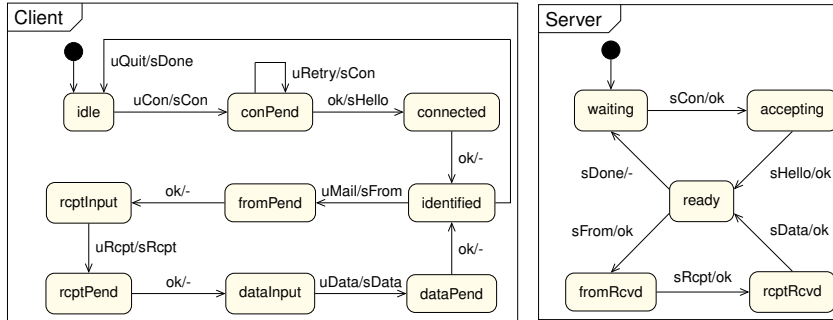 Client
Server
uQuit/sDone
uRetry/sCon
idle
uCon/sCon
conPend
ok/sHello
connected
waiting
sCon/ok
accepting
ok/-
sDone/-
sHello/ok
rcptInput
ok/-
fromPend
uMail/sFrom
identified
ready
uRcpt/sRcpt
ok/-
sFrom/ok
sData/ok
rcptPend
ok/-
dataInput
uData/sData
dataPend
fromRcvd
sRcpt/ok
rcptRcvd